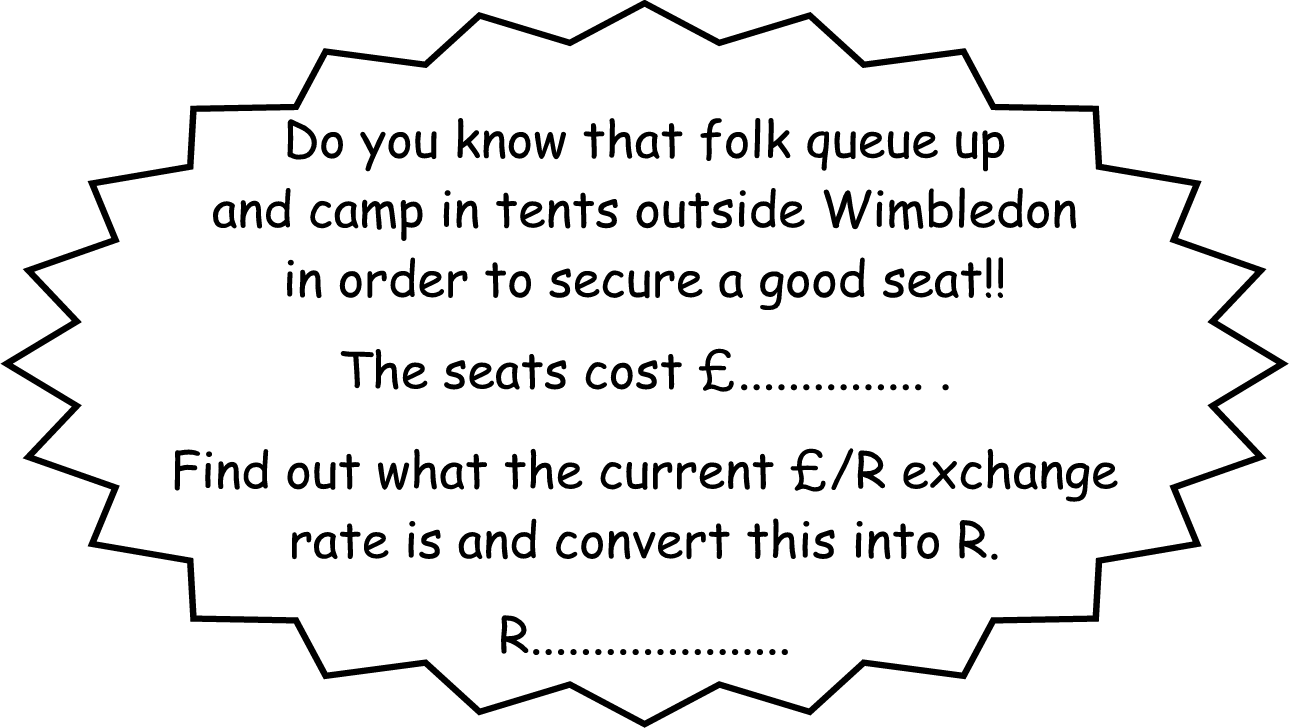 Do you know that folk queue up
and camp in tents outside Wimbledon
in order to secure a good seat!!
The seats cost £............... .
Find out what the current £/R exchange
rate is and convert this into R.
R.....................